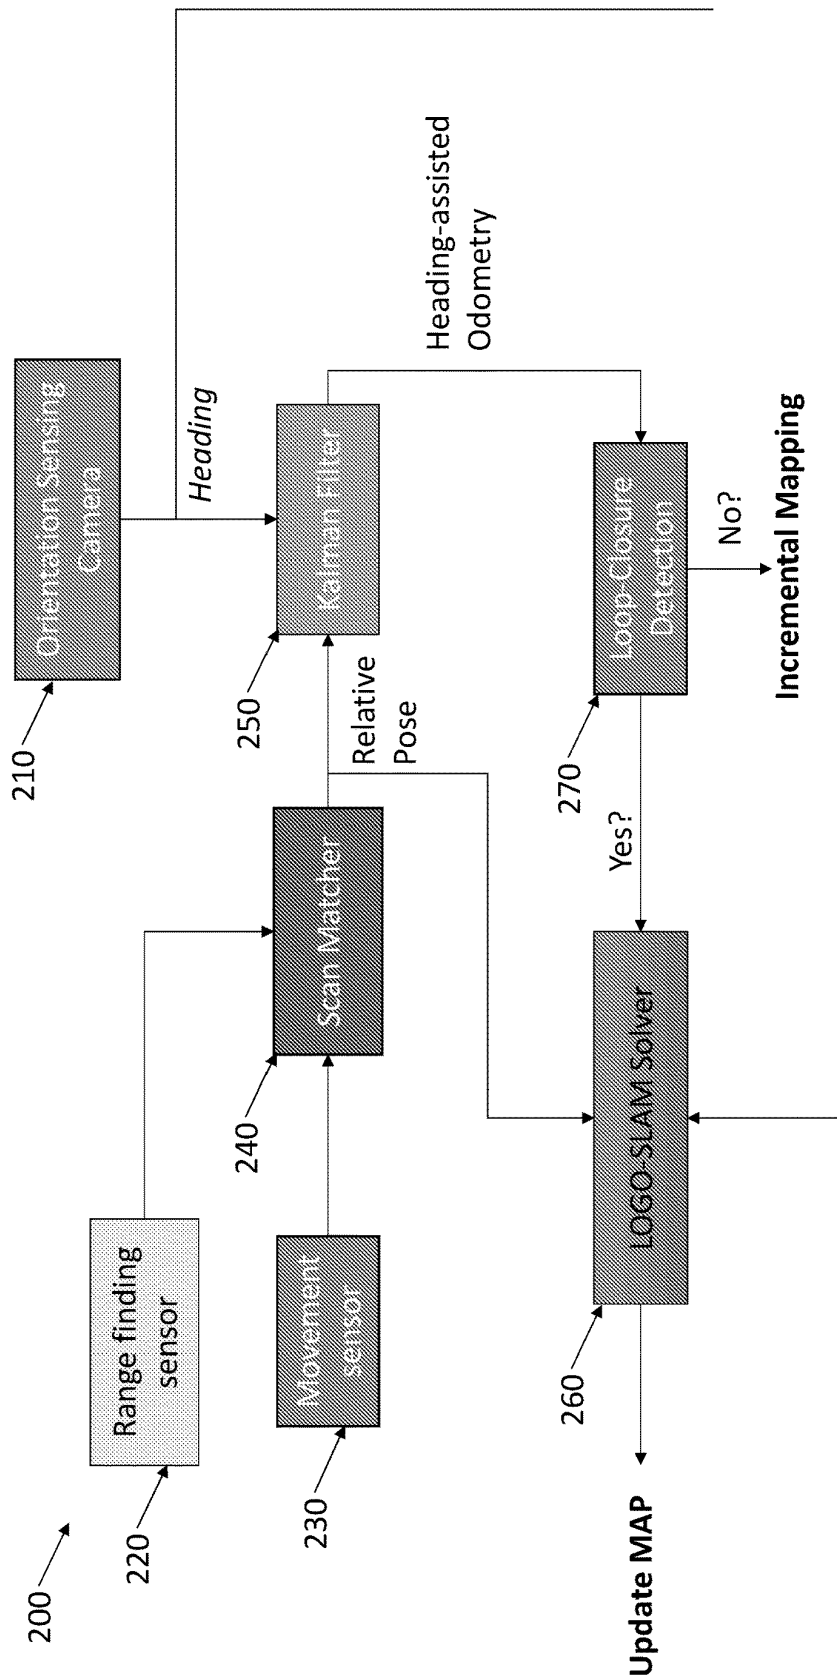 200
220
Range finding
sensor
230
Movement
sensor
240
Scan Matcher
210
Orientation Sensing
Camera
Heading
250
Kalman Filter
Relative
Pose
Heading-assisted
Odometry
260
LOGO-SLAM Solver
Update MAP
Yes?
270
Loop-Closure
Detection
No?
Incremental Mapping